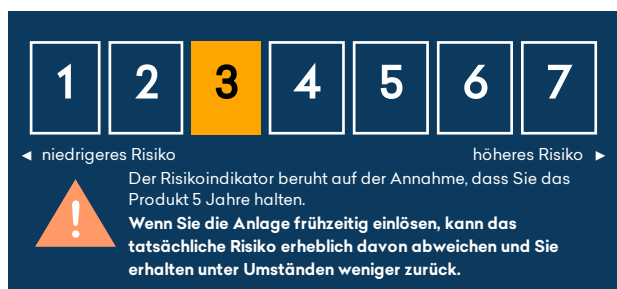 1 2 3 4 5 6 7
◄ niedrigeres Risiko höheres Risiko ►
Der Risikoindikator beruht auf der Annahme, dass Sie das
Produkt 5 Jahre halten.
Wenn Sie die Anlage frühzeitig einlösen, kann das
tatsächliche Risiko erheblich davon abweichen und Sie
erhalten unter Umständen weniger zurück.